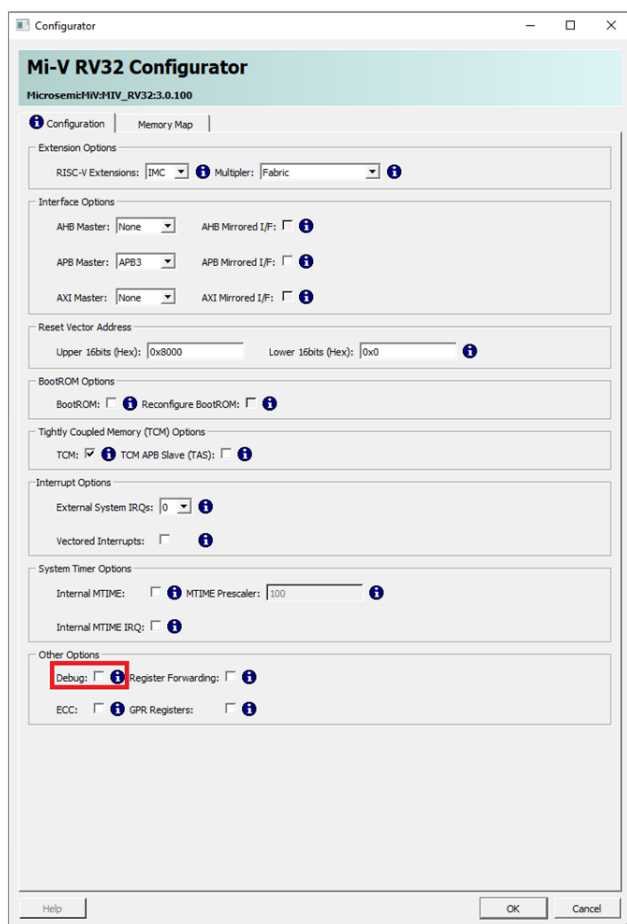 Configurator
Mi-V RV32 Configurator
Microsemi:MiV:MIV_RV32:3.0.100
Configuration Memory Map
Extension Options
RISC-V Extensions: IMC Multipler: Fabric
Interface Options
AHB Master: None AHB Mirrored I/F:
APB Master: APB3 APB Mirrored I/F:
AXI Master: None AXI Mirrored I/F:
Reset Vector Address
Upper 16bits (Hex): 0x8000 Lower 16bits (Hex): 0x0
BootROM Options
BootROM: Reconfigure BootROM:
Tightly Coupled Memory (TCM) Options
TCM: TCM APB Slave (TAS):
Interrupt Options
External System IRQs: 0
Vectored Interrupts:
System Timer Options
Internal MTIME: MTIME Prescaler: 100
Internal MTIME IRQ:
Other Options
Debug: Register Forwarding:
ECC: GPR Registers:
Help OK Cancel